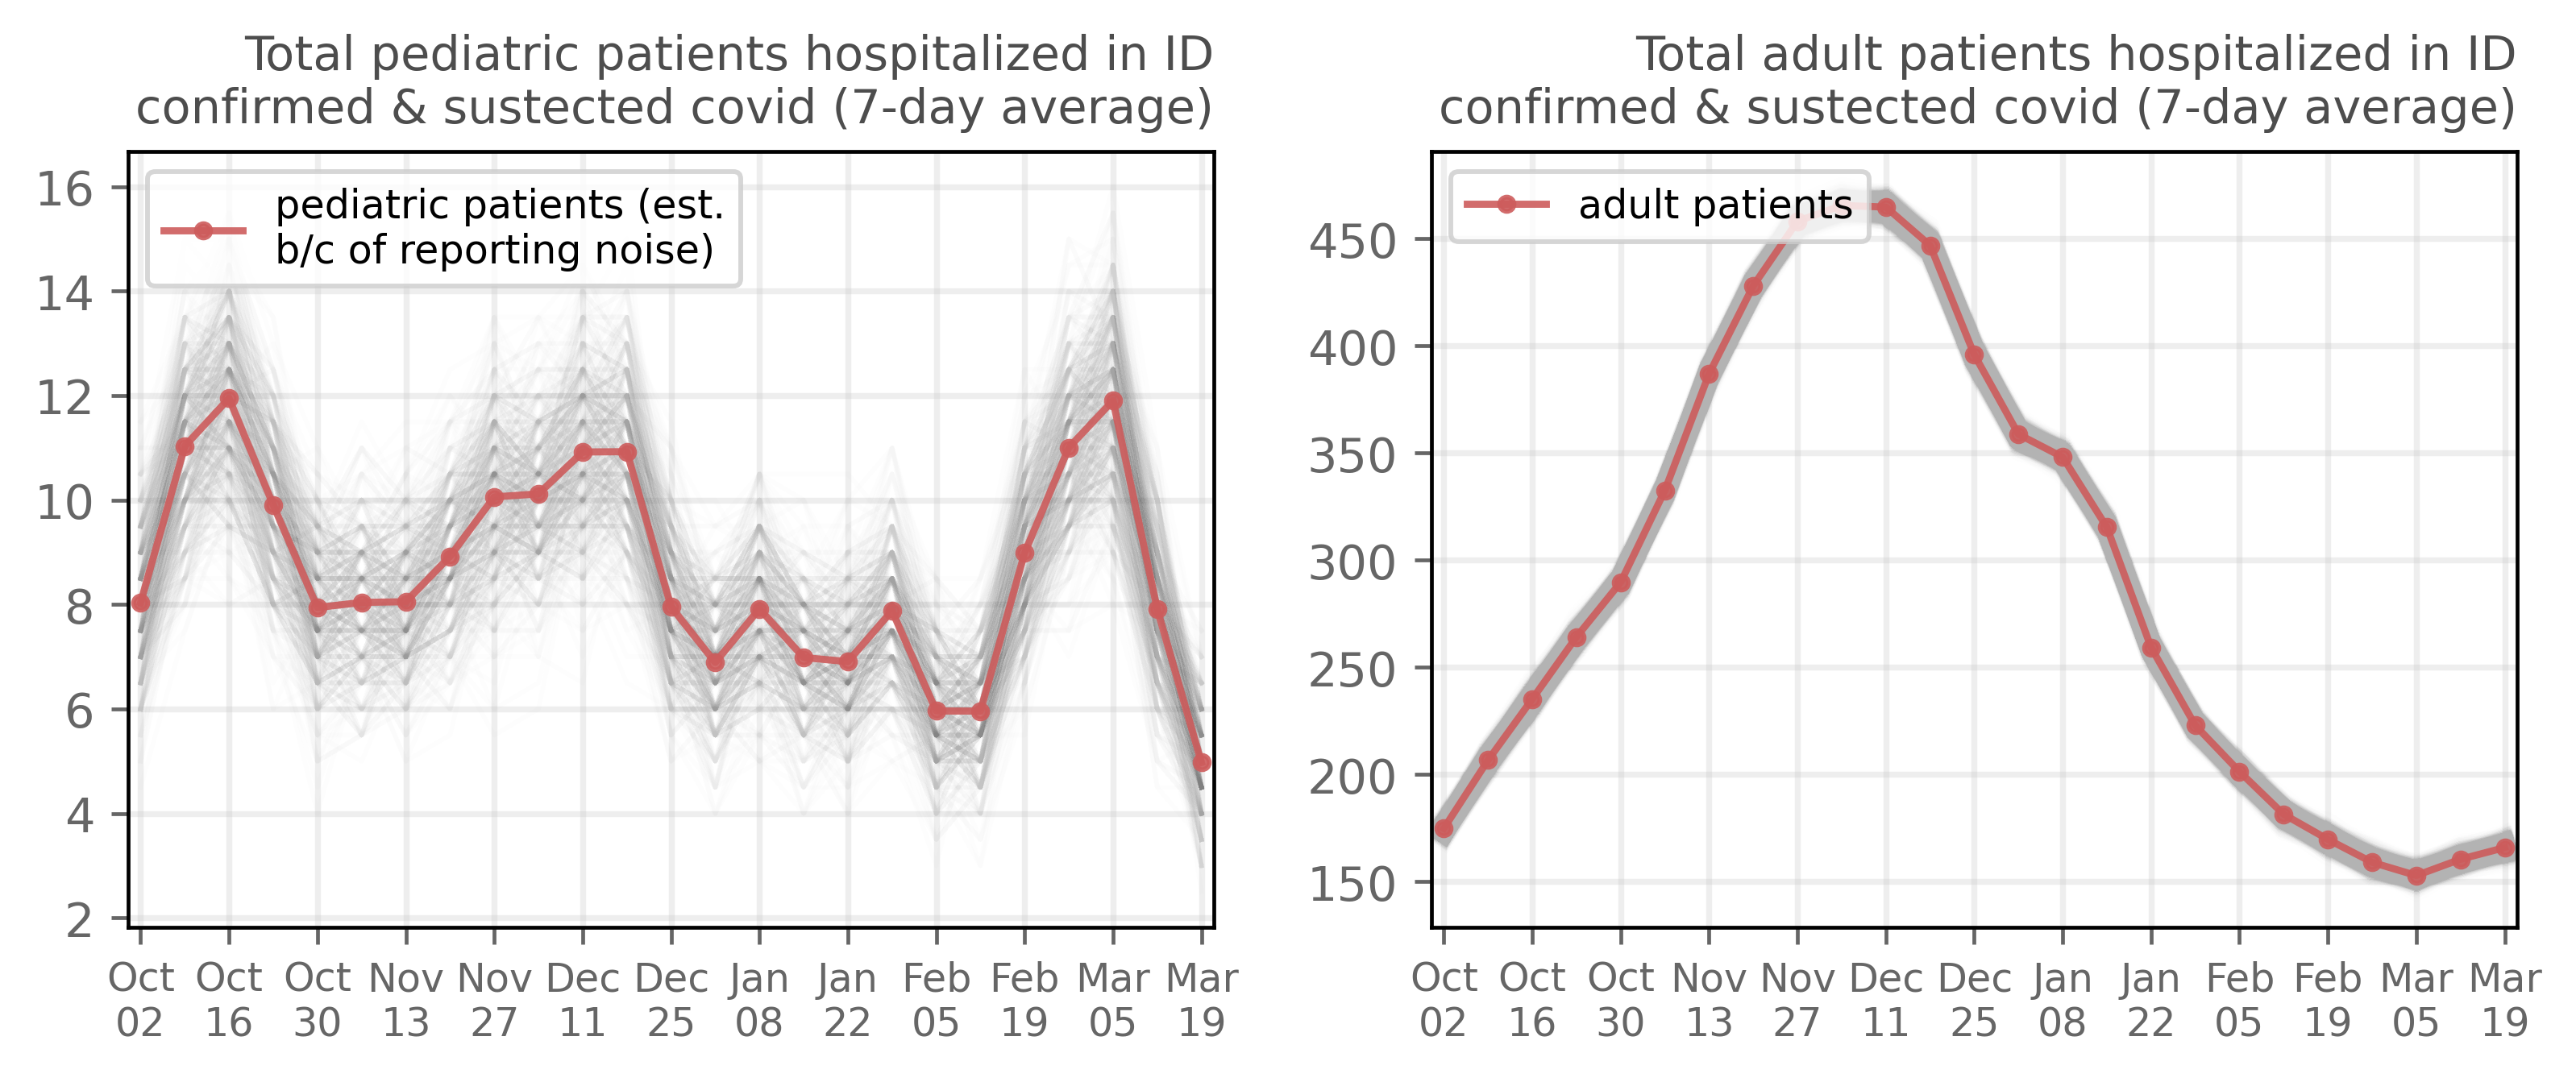 Total pediatric patients hospitalized in ID
confirmed & sustected covid (7-day average)
pediatric patients (est.
b/c of reporting noise)
16
14
12
10
8
6
4
2
Oct Oct Oct Nov Nov Dec Dec Jan Jan Feb Feb Mar Mar
02 16 30 13 27 11 25 08 22 05 19 05 19
Total adult patients hospitalized in ID
confirmed & sustected covid (7-day average)
adult patients
450
400
350
300
250
200
150
Oct Oct Oct Nov Nov Dec Dec Jan Jan Feb Feb Mar Mar
02 16 30 13 27 11 25 08 22 05 19 05 19